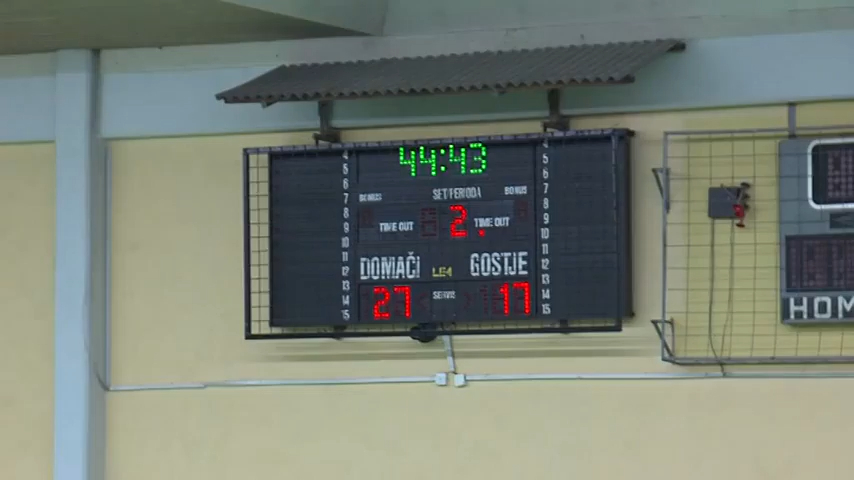 44:43
4 5
5 6
BONUS SET/PERIODA BONUS
6 7
7 8
8 9
TIME OUT 2. TIME OUT
9 10
10 11
11 12
12 13
DOMAČI GOSTJE
13 14
14 15
27 SERVIS 17
15
HOM